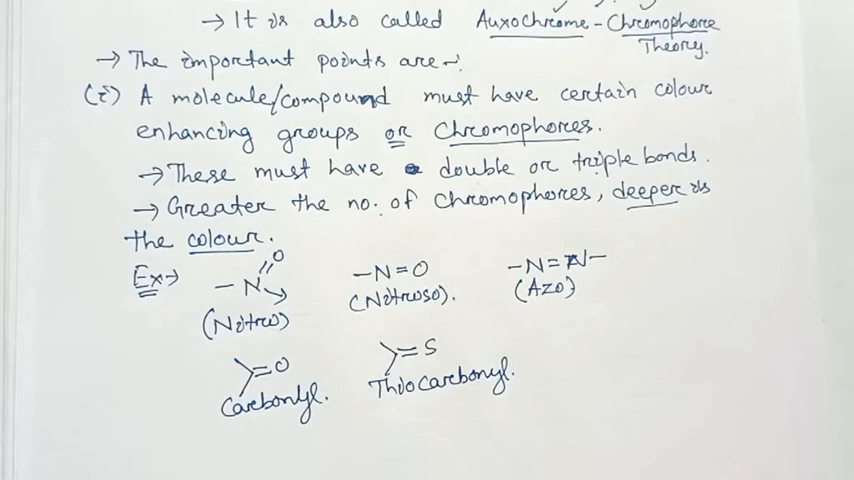 → It is also called Auxochrome - Chromophore
Theory.
→ The important points are -:
(i) A molecule/compound must have certain colour
enhancing groups or Chromophores.
→ These must have double or triple bonds.
→ Greater the no. of chromophores, deeper is
the colour.
Ex→ -N=O -N=O -N=N-
(Nitro) (Nitroso). (Azo)
>=O >=S
Carbonyl. Thiocarbonyl.